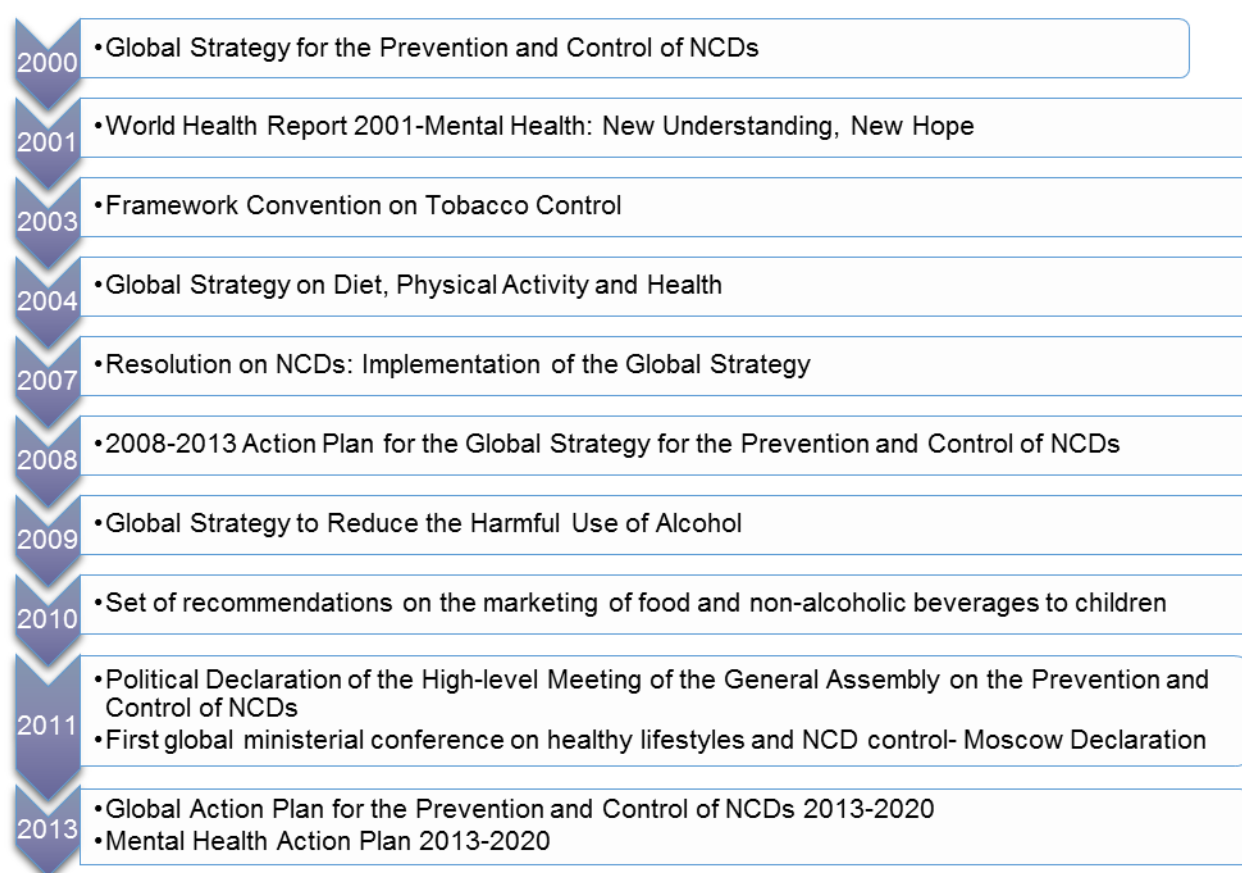 2000
•Global Strategy for the Prevention and Control of NCDs
2001
•World Health Report 2001-Mental Health: New Understanding, New Hope
2003
•Framework Convention on Tobacco Control
2004
•Global Strategy on Diet, Physical Activity and Health
2007
•Resolution on NCDs: Implementation of the Global Strategy
2008
•2008-2013 Action Plan for the Global Strategy for the Prevention and Control of NCDs
2009
•Global Strategy to Reduce the Harmful Use of Alcohol
2010
•Set of recommendations on the marketing of food and non-alcoholic beverages to children
2011
•Political Declaration of the High-level Meeting of the General Assembly on the Prevention and
Control of NCDs
•First global ministerial conference on healthy lifestyles and NCD control- Moscow Declaration
2013
•Global Action Plan for the Prevention and Control of NCDs 2013-2020
•Mental Health Action Plan 2013-2020